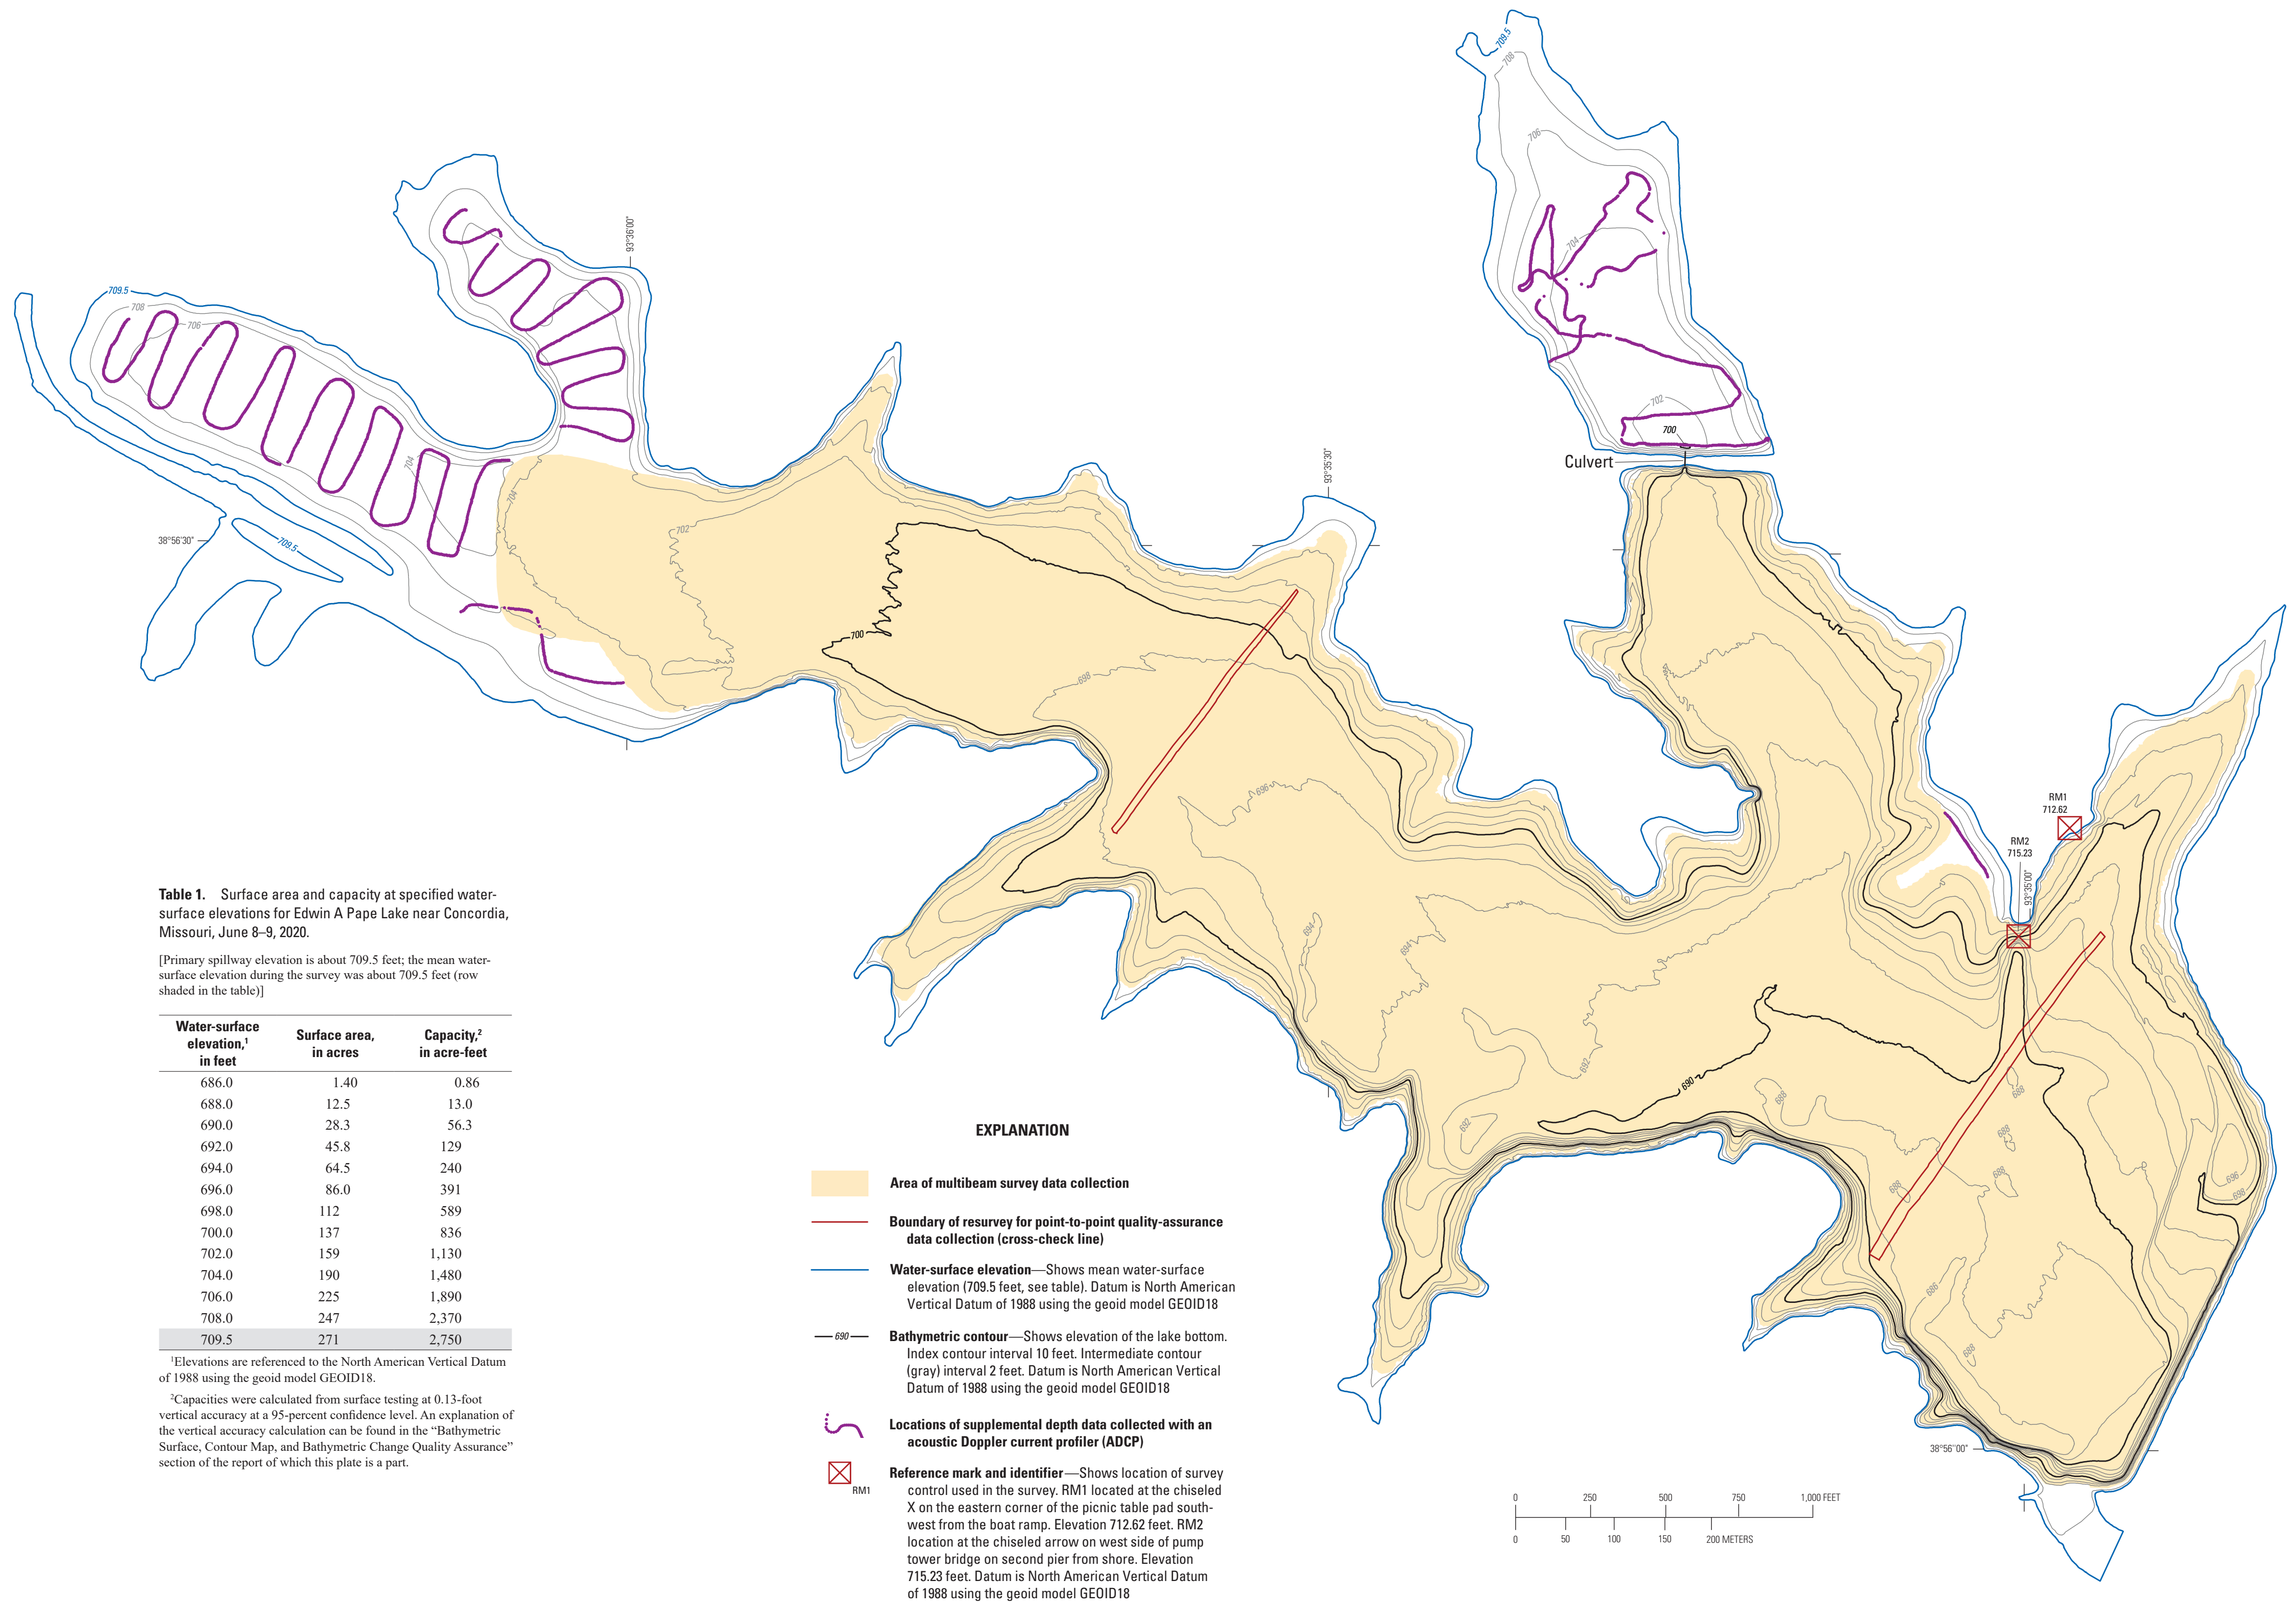 709.5
708
706
93°36'00"
709.5
708
706
704
704
702
700
Culvert
704
702
93°35'30"
38°56'30"
709.5
700
698
696
RM1
712.62
RM2
715.23
93°35'00"
694
694
692
692
690
688
688
688
688
688
696
698
686
688
38°56'00"
Table 1. Surface area and capacity at specified water-
surface elevations for Edwin A Pape Lake near Concordia,
Missouri, June 8–9, 2020.
[Primary spillway elevation is about 709.5 feet; the mean water-
surface elevation during the survey was about 709.5 feet (row
shaded in the table)]
Water-surface elevation,1 in feet Surface area, in acres Capacity,2 in acre-feet
686.0 1.40 0.86
688.0 12.5 13.0
690.0 28.3 56.3
692.0 45.8 129
694.0 64.5 240
696.0 86.0 391
698.0 112 589
700.0 137 836
702.0 159 1,130
704.0 190 1,480
706.0 225 1,890
708.0 247 2,370
709.5 271 2,750
1Elevations are referenced to the North American Vertical Datum
of 1988 using the geoid model GEOID18.
2Capacities were calculated from surface testing at 0.13-foot
vertical accuracy at a 95-percent confidence level. An explanation of
the vertical accuracy calculation can be found in the “Bathymetric
Surface, Contour Map, and Bathymetric Change Quality Assurance”
section of the report of which this plate is a part.
EXPLANATION
Area of multibeam survey data collection
Boundary of resurvey for point-to-point quality-assurance
data collection (cross-check line)
Water-surface elevation—Shows mean water-surface
elevation (709.5 feet, see table). Datum is North American
Vertical Datum of 1988 using the geoid model GEOID18
690 Bathymetric contour—Shows elevation of the lake bottom.
Index contour interval 10 feet. Intermediate contour
(gray) interval 2 feet. Datum is North American Vertical
Datum of 1988 using the geoid model GEOID18
Locations of supplemental depth data collected with an
acoustic Doppler current profiler (ADCP)
RM1 Reference mark and identifier—Shows location of survey
control used in the survey. RM1 located at the chiseled
X on the eastern corner of the picnic table pad south-
west from the boat ramp. Elevation 712.62 feet. RM2
location at the chiseled arrow on west side of pump
tower bridge on second pier from shore. Elevation
715.23 feet. Datum is North American Vertical Datum
of 1988 using the geoid model GEOID18
0 250 500 750 1,000 FEET
0 50 100 150 200 METERS